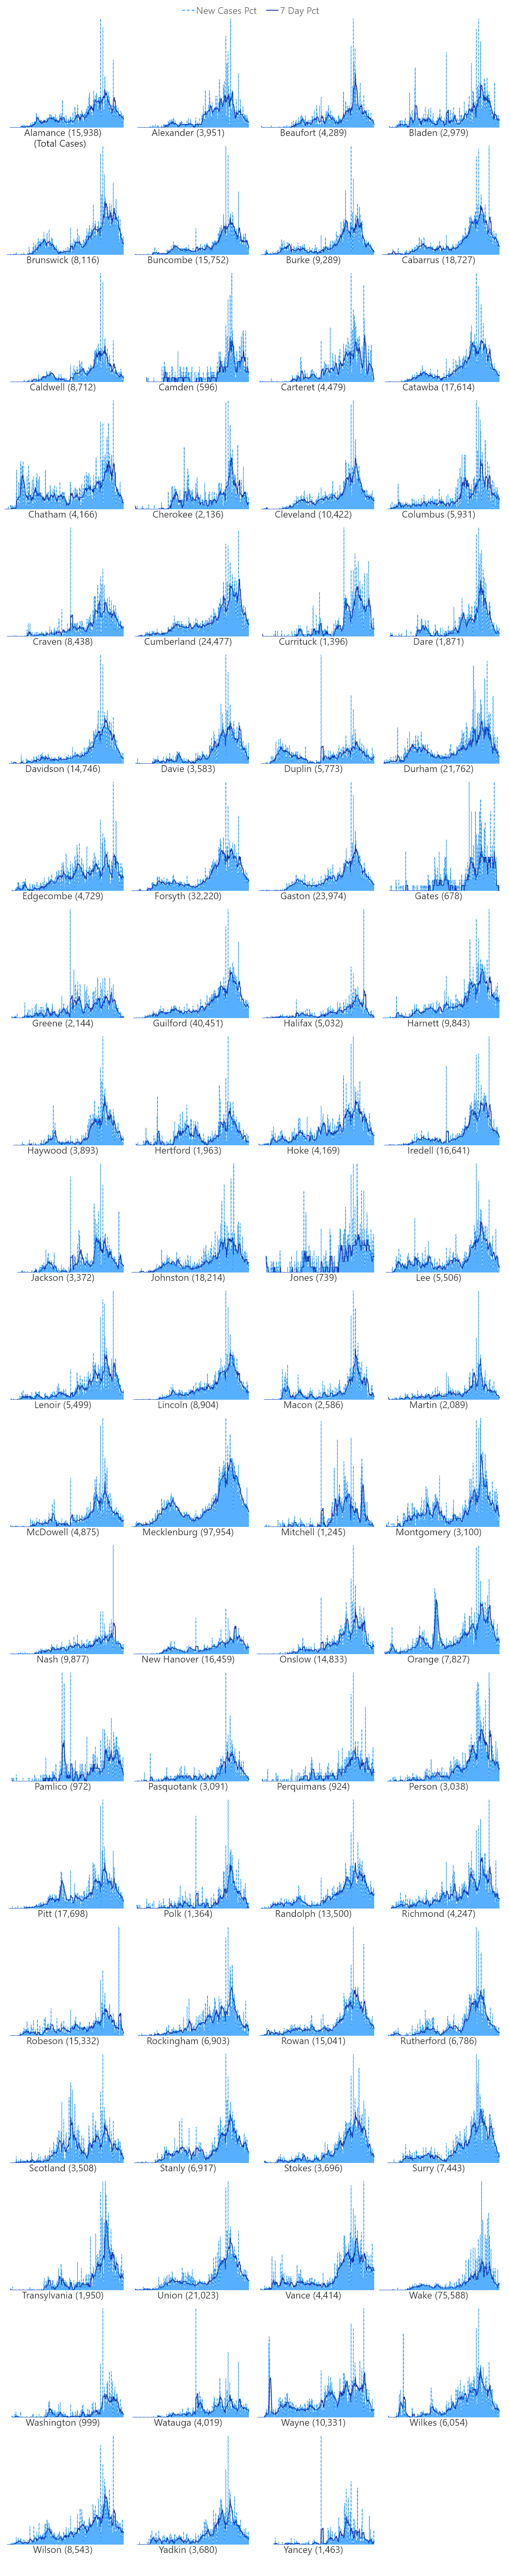 New Cases Pct 7 Day Pct
Alamance (15,938) Alexander (3,951) Beaufort (4,289) Bladen (2,979)
(Total Cases)
Brunswick (8,116) Buncombe (15,752) Burke (9,289) Cabarrus (18,727)
Caldwell (8,712) Camden (596) Carteret (4,479) Catawba (17,614)
Chatham (4,166) Cherokee (2,136) Cleveland (10,422) Columbus (5,931)
Craven (8,438) Cumberland (24,477) Currituck (1,396) Dare (1,871)
Davidson (14,746) Davie (3,583) Duplin (5,773) Durham (21,762)
Edgecombe (4,729) Forsyth (32,220) Gaston (23,974) Gates (678)
Greene (2,144) Guilford (40,451) Halifax (5,032) Harnett (9,843)
Haywood (3,893) Hertford (1,963) Hoke (4,169) Iredell (16,641)
Jackson (3,372) Johnston (18,214) Jones (739) Lee (5,506)
Lenoir (5,499) Lincoln (8,904) Macon (2,586) Martin (2,089)
McDowell (4,875) Mecklenburg (97,954) Mitchell (1,245) Montgomery (3,100)
Nash (9,877) New Hanover (16,459) Onslow (14,833) Orange (7,827)
Pamlico (972) Pasquotank (3,091) Perquimans (924) Person (3,038)
Pitt (17,698) Polk (1,364) Randolph (13,500) Richmond (4,247)
Robeson (15,332) Rockingham (6,903) Rowan (15,041) Rutherford (6,786)
Scotland (3,508) Stanly (6,917) Stokes (3,696) Surry (7,443)
Transylvania (1,950) Union (21,023) Vance (4,414) Wake (75,588)
Washington (999) Watauga (4,019) Wayne (10,331) Wilkes (6,054)
Wilson (8,543) Yadkin (3,680) Yancey (1,463)